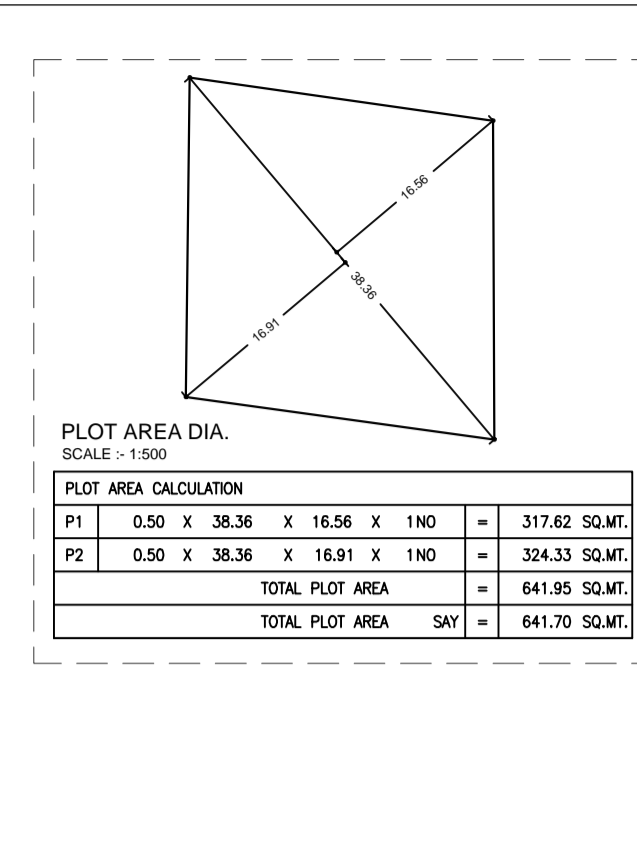 16.56
38.36
16.91
PLOT AREA DIA.
SCALE :- 1:500
PLOT AREA CALCULATION
P1 0.50 X 38.36 X 16.56 X 1NO = 317.62 SQ.MT.
P2 0.50 X 38.36 X 16.91 X 1NO = 324.33 SQ.MT.
TOTAL PLOT AREA = 641.95 SQ.MT.
TOTAL PLOT AREA SAY = 641.70 SQ.MT.